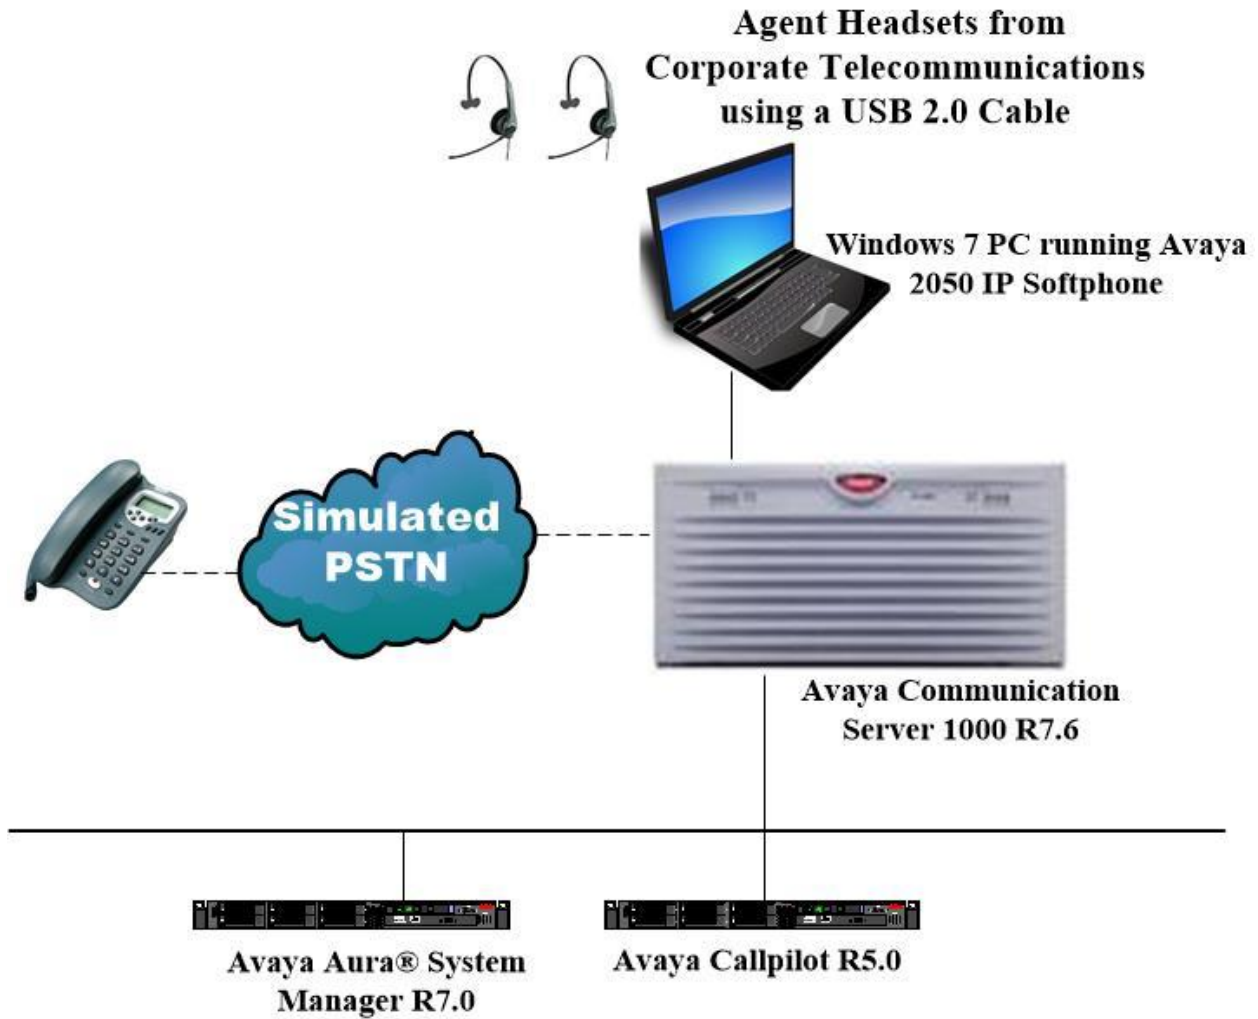 Agent Headsets from
Corporate Telecommunications
using a USB 2.0 Cable
Windows 7 PC running Avaya
2050 IP Softphone
Simulated
PSTN
Avaya Communication
Server 1000 R7.6
Avaya Aura® System
Manager R7.0
Avaya Callpilot R5.0